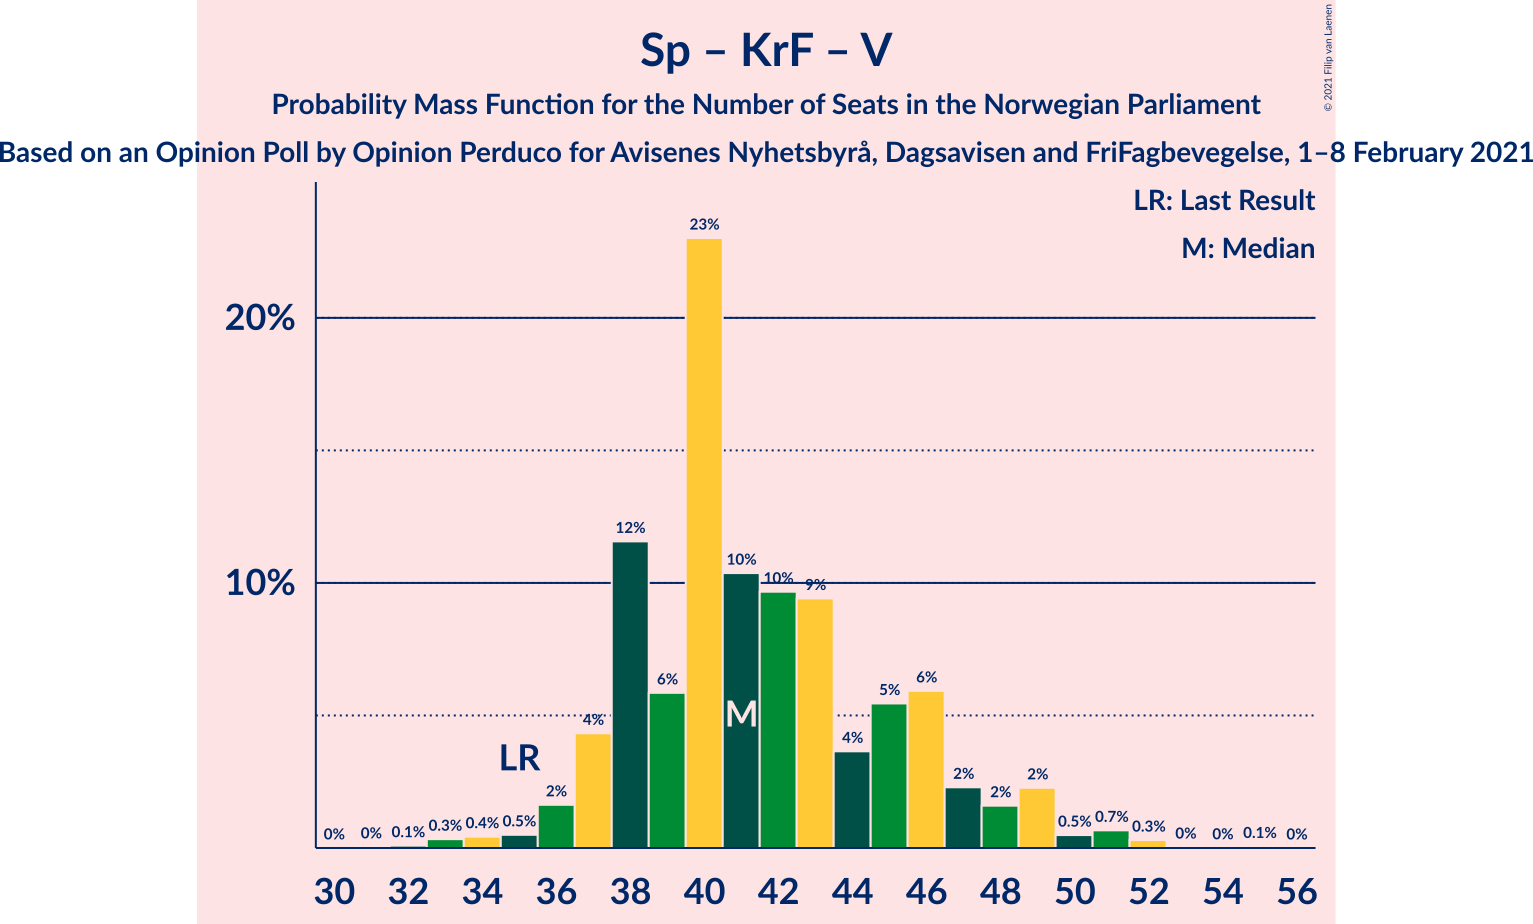 Sp – KrF – V
Probability Mass Function for the Number of Seats in the Norwegian Parliament
Based on an Opinion Poll by Opinion Perduco for Avisenes Nyhetsbyrå, Dagsavisen and FriFagbevegelse, 1–8 February 2021
© 2021 Filip van Laenen
LR: Last Result
M: Median
20%
10%
0% 0% 0.1% 0.3% 0.4% 0.5% 2% 4% 12% 6% 23% 10% 10% 9% 4% 5% 6% 2% 2% 2% 0.5% 0.7% 0.3% 0% 0% 0.1% 0%
LR
M
30 32 34 36 38 40 42 44 46 48 50 52 54 56